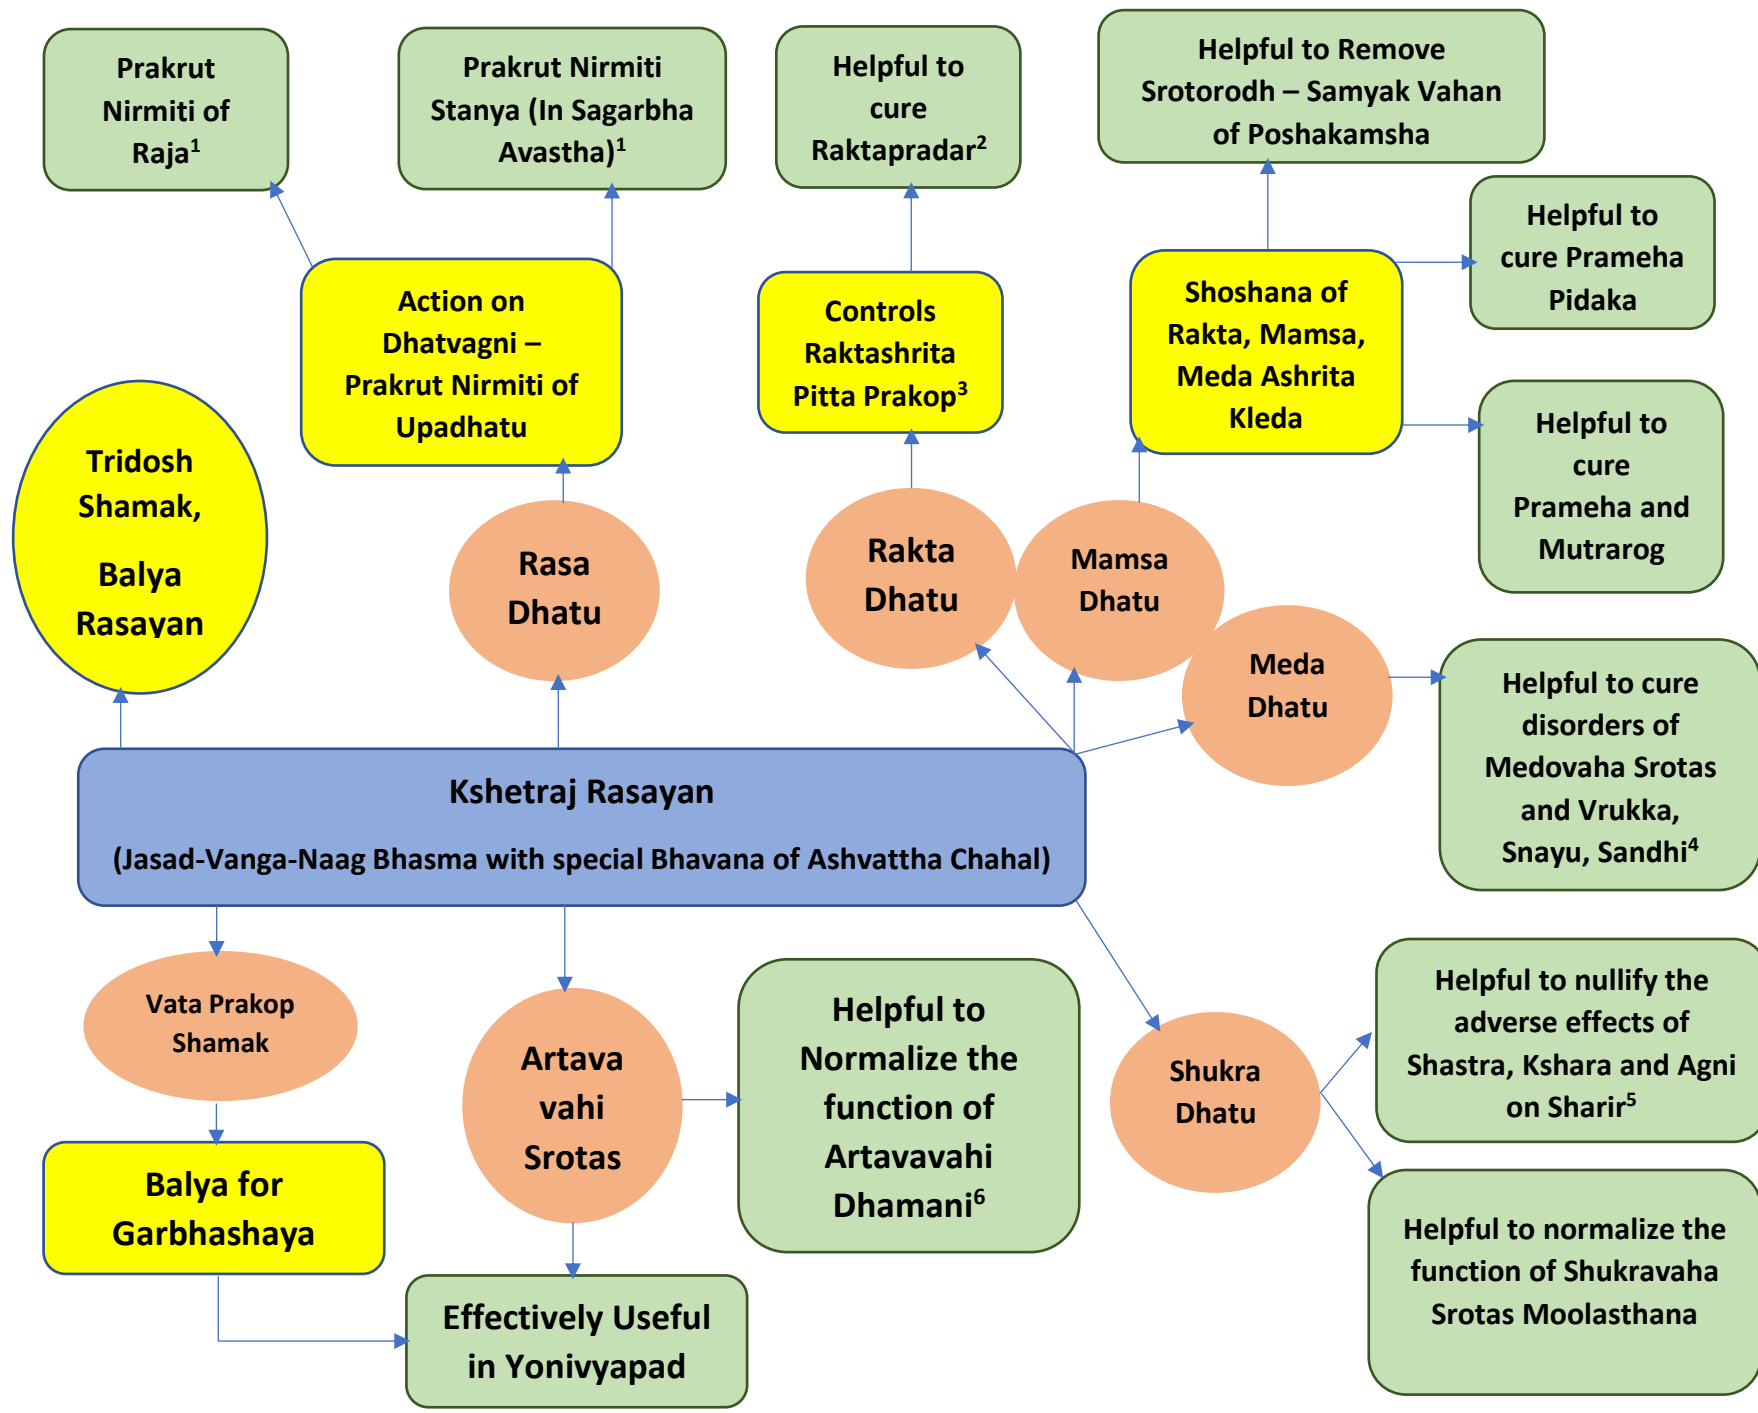 Prakrut
Nirmiti of
Raja¹
Prakrut Nirmiti
Stanya (In Sagarbha
Avastha)¹
Helpful to
cure
Raktapradar²
Helpful to Remove
Srotorodh – Samyak Vahan
of Poshakamsha
Helpful to
cure Prameha
Pidaka
Action on
Dhatvagni –
Prakrut Nirmiti of
Upadhatu
Controls
Raktashrita
Pitta Prakop³
Shoshana of
Rakta, Mamsa,
Meda Ashrita
Kleda
Helpful to
cure
Prameha and
Mutrarog
Tridosh
Shamak,
Balya
Rasayan
Rasa
Dhatu
Rakta
Dhatu
Mamsa
Dhatu
Meda
Dhatu
Helpful to cure
disorders of
Medovaha Srotas
and Vrukka,
Snayu, Sandhi⁴
Kshetraj Rasayan
(Jasad-Vanga-Naag Bhasma with special Bhavana of Ashvattha Chahal)
Vata Prakop
Shamak
Artava
vahi
Srotas
Helpful to
Normalize the
function of
Artavavahi
Dhamani⁶
Shukra
Dhatu
Helpful to nullify the
adverse effects of
Shastra, Kshara and Agni
on Sharir⁵
Balya for
Garbhashaya
Helpful to normalize the
function of Shukravaha
Srotas Moolasthana
Effectively Useful
in Yonivyapad